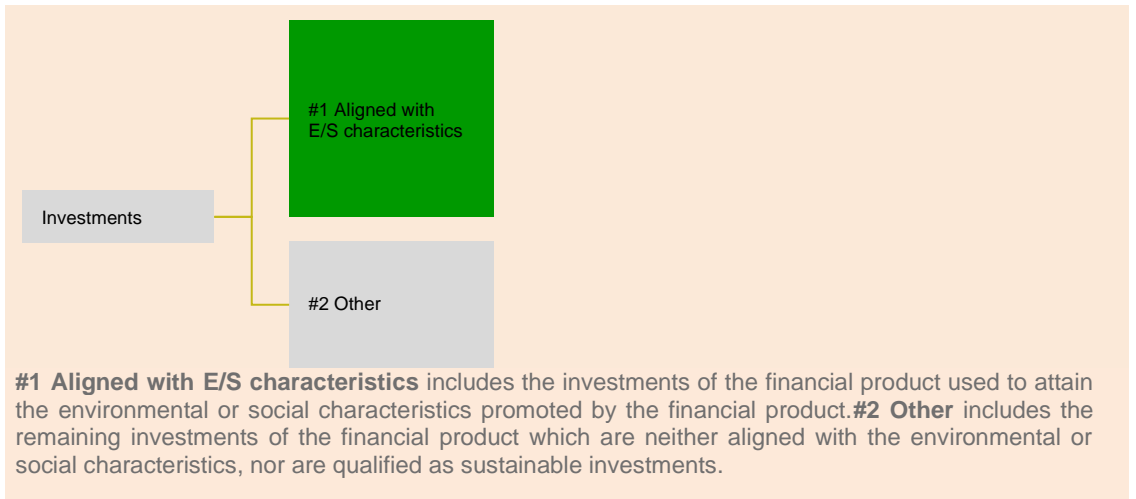 #1 Aligned with
E/S characteristics
Investments
#2 Other
#1 Aligned with E/S characteristics includes the investments of the financial product used to attain
the environmental or social characteristics promoted by the financial product.#2 Other includes the
remaining investments of the financial product which are neither aligned with the environmental or
social characteristics, nor are qualified as sustainable investments.